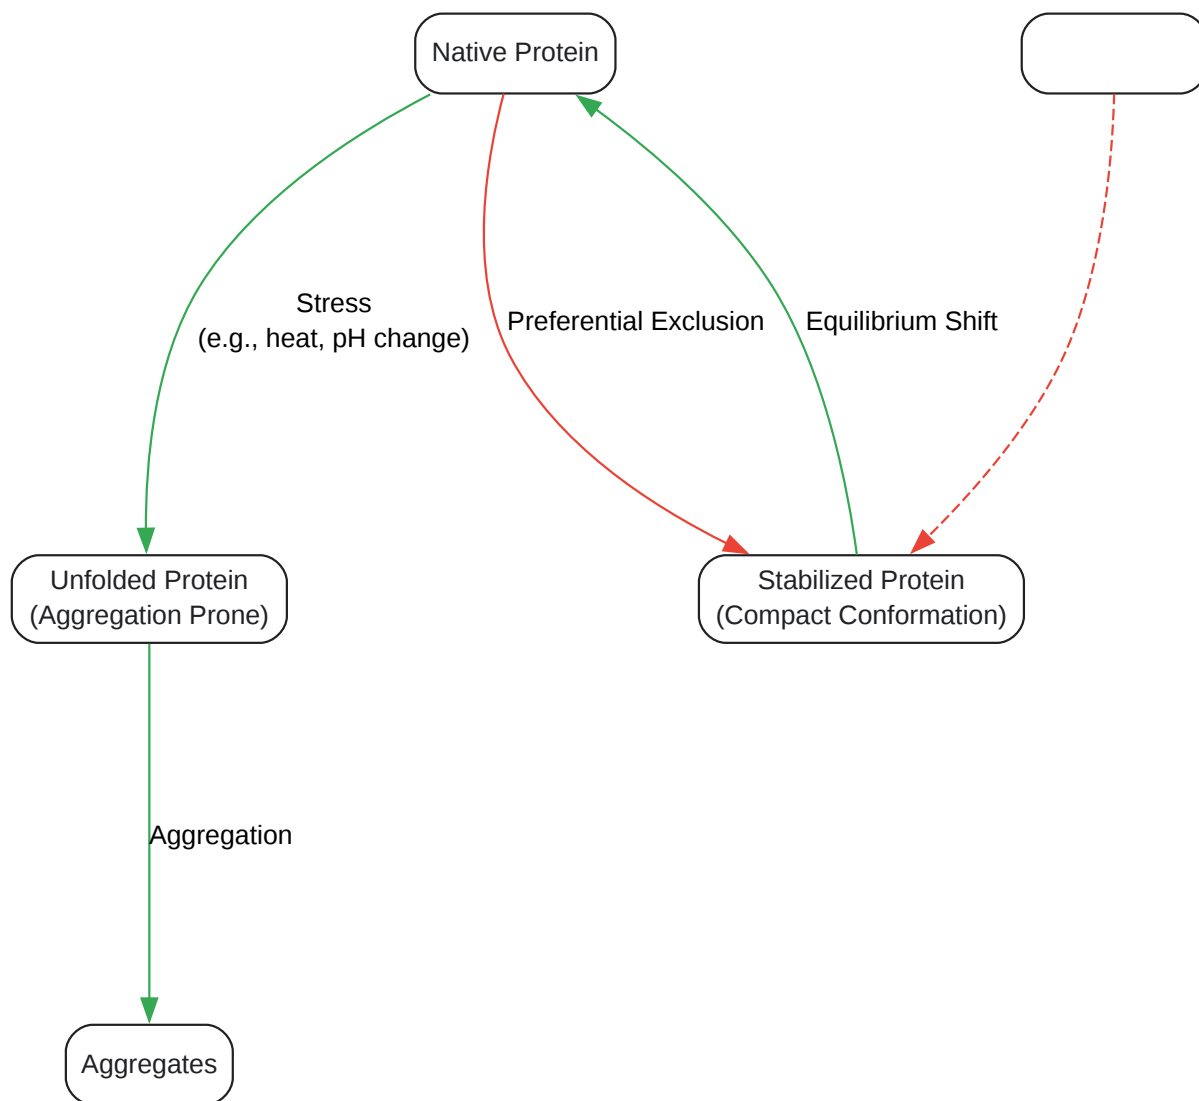 Native Protein
Stress
(e.g., heat, pH change)
Preferential Exclusion
Equilibrium Shift
Unfolded Protein
(Aggregation Prone)
Stabilized Protein
(Compact Conformation)
Aggregation
Aggregates